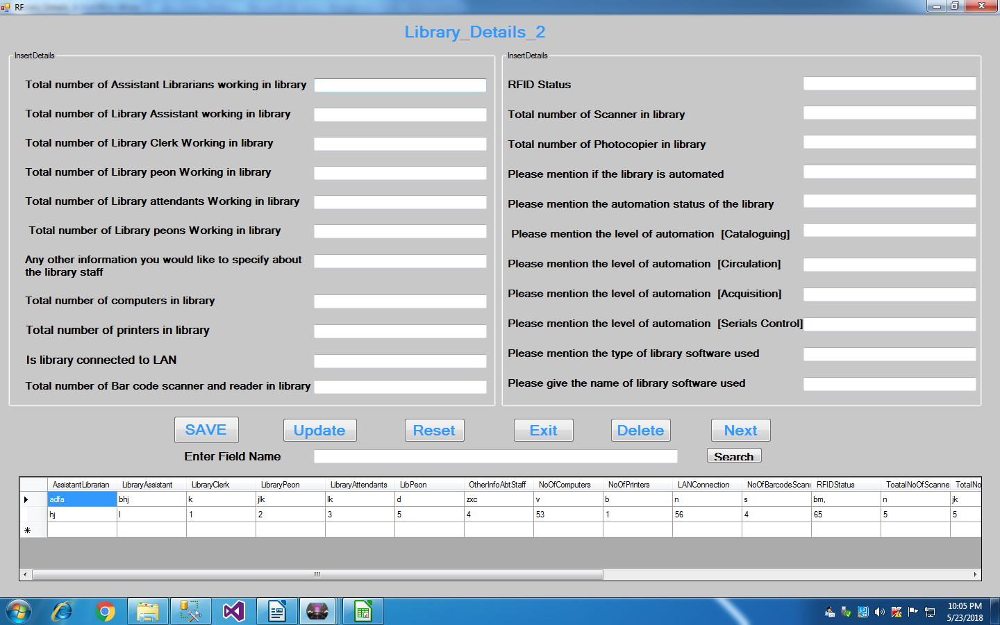 RF
Library_Details_2
InsertDetails
Total number of Assistant Librarians working in library
Total number of Library Assistant working in library
Total number of Library Clerk Working in library
Total number of Library peon Working in library
Total number of Library attendants Working in library
Total number of Library peons Working in library
Any other information you would like to specify about
the library staff
Total number of computers in library
Total number of printers in library
Is library connected to LAN
Total number of Bar code scanner and reader in library
InsertDetails
RFID Status
Total number of Scanner in library
Total number of Photocopier in library
Please mention if the library is automated
Please mention the automation status of the library
Please mention the level of automation [Cataloguing]
Please mention the level of automation [Circulation]
Please mention the level of automation [Acquisition]
Please mention the level of automation [Serials Control]
Please mention the type of library software used
Please give the name of library software used
SAVE Update Reset Exit Delete Next
Enter Field Name Search
AssistantLibrarian LibraryAssistant LibraryClerk LibraryPeon LibraryAttendants LibPeon OtherInfoAbtStaff NoOfComputers NoOfPrinters LANConnection NoOfBarcodeScann RFIDStatus ToatalNoOfScanne TotalNo
adfa bhj k jlk lk d zxc v b n s bm, n jk
hj l 1 2 3 5 4 53 1 56 4 65 5 5
10:05 PM
5/23/2018